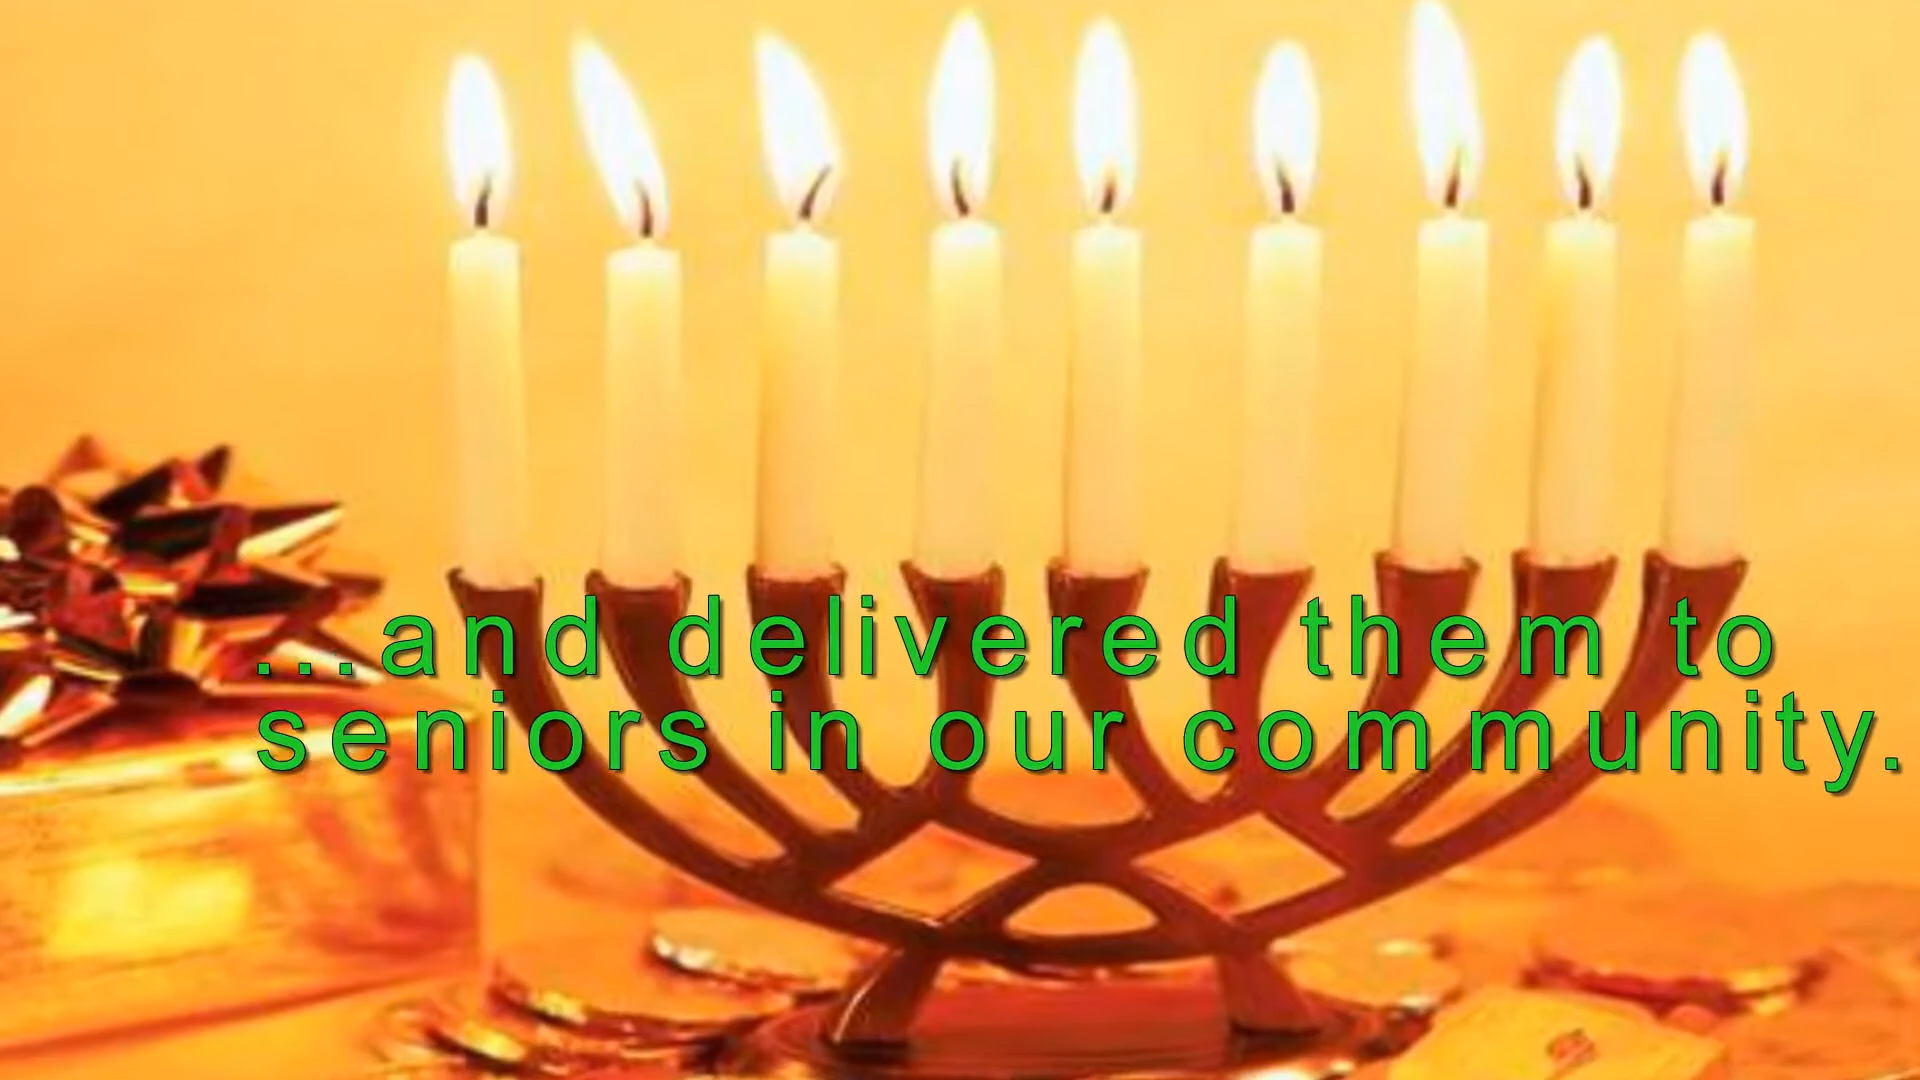 ...and delivered them to
seniors in our community.